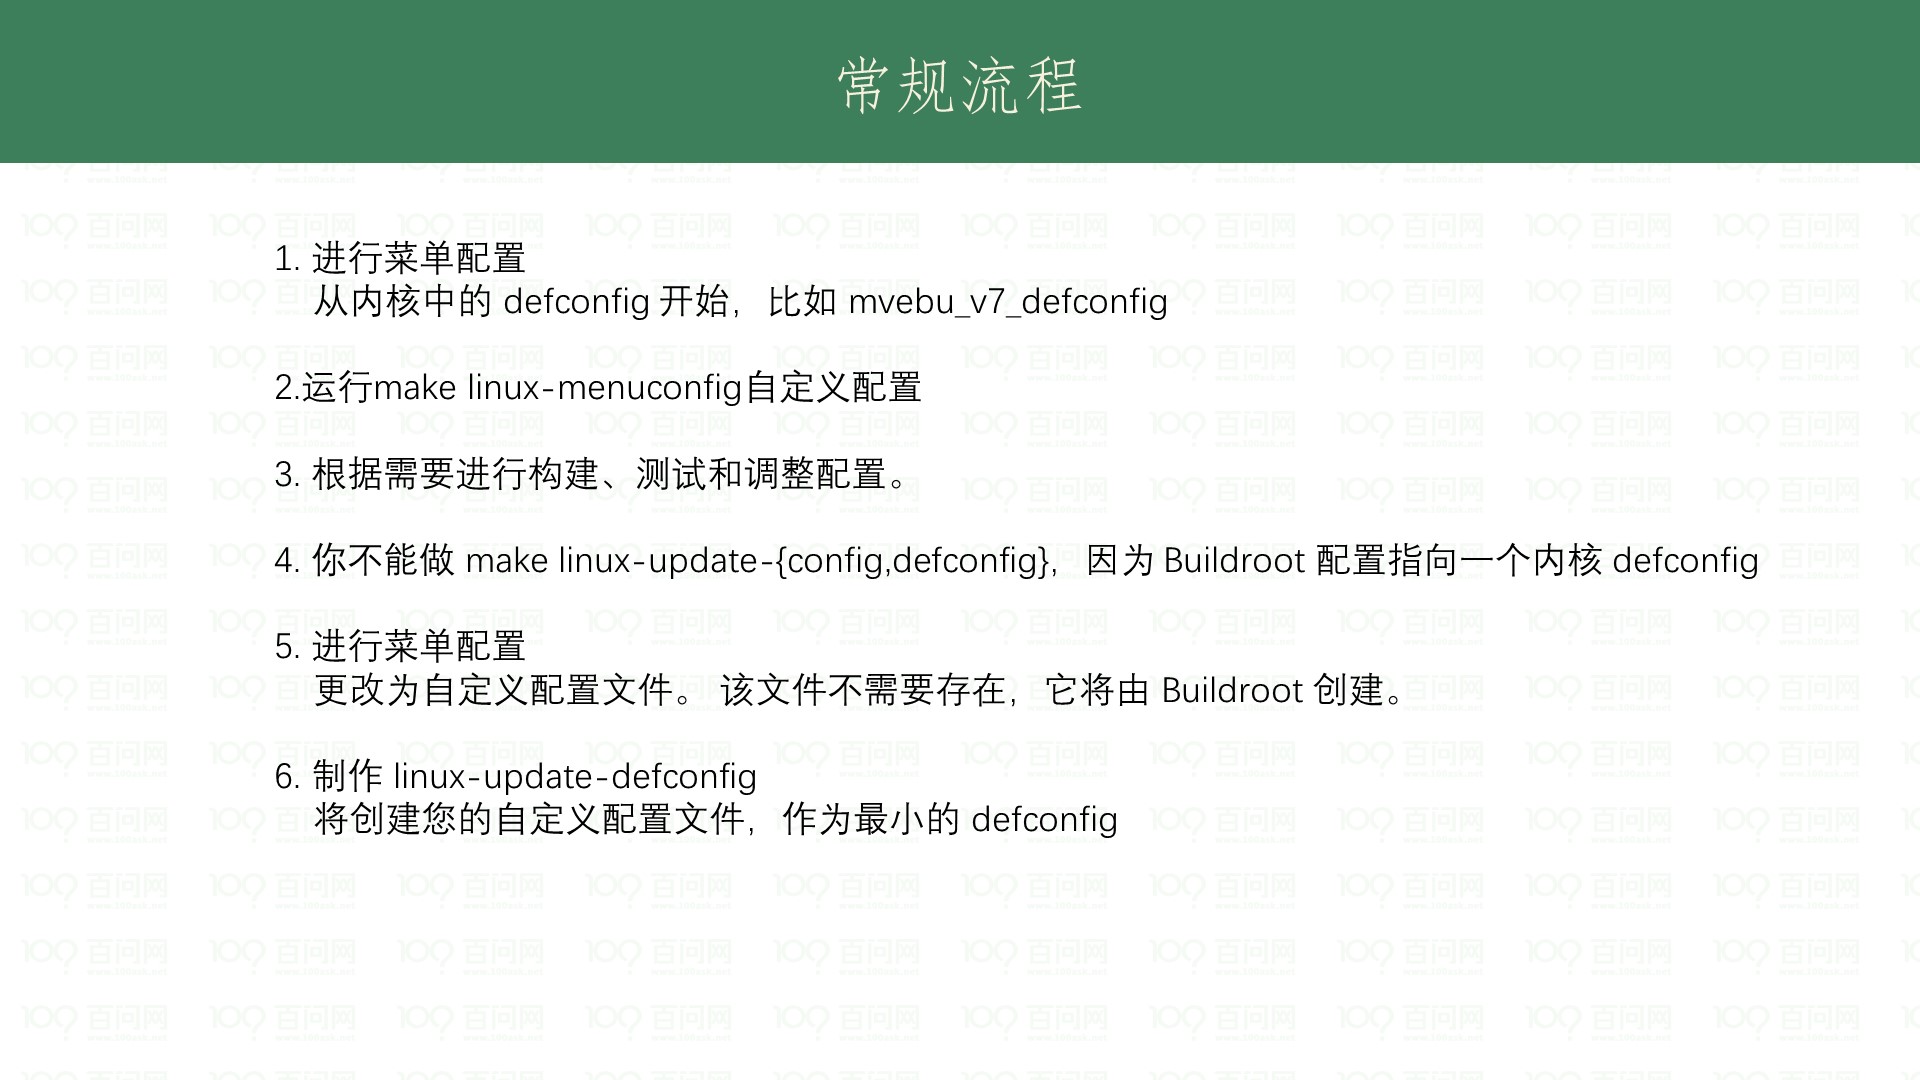 常规流程
1. 进行菜单配置
从内核中的 defconfig 开始，比如 mvebu_v7_defconfig
2.运行make linux-menuconfig自定义配置
3. 根据需要进行构建、测试和调整配置。
4. 你不能做 make linux-update-{config,defconfig}，因为 Buildroot 配置指向一个内核 defconfig
5. 进行菜单配置
更改为自定义配置文件。 该文件不需要存在，它将由 Buildroot 创建。
6. 制作 linux-update-defconfig
将创建您的自定义配置文件，作为最小的 defconfig